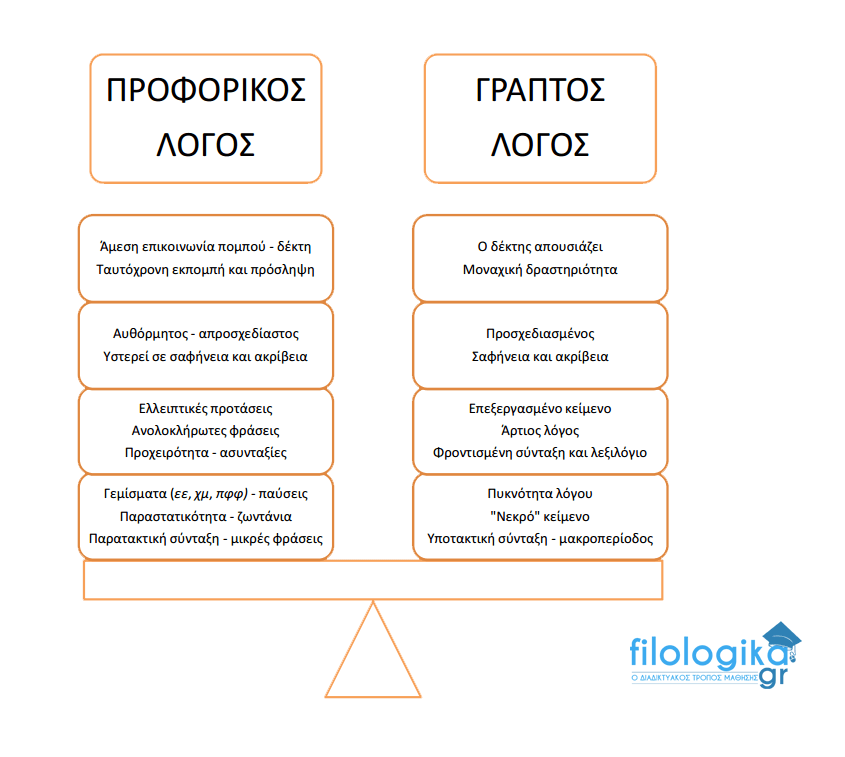 ΠΡΟΦΟΡΙΚΟΣ
ΛΟΓΟΣ
Άμεση επικοινωνία πομπού - δέκτη
Ταυτόχρονη εκπομπή και πρόσληψη
Αυθόρμητος - απροσχεδίαστος
Υστερεί σε σαφήνεια και ακρίβεια
Ελλειπτικές προτάσεις
Ανολοκλήρωτες φράσεις
Προχειρότητα - ασυνταξίες
Γεμίσματα (εε, χμ, πφφ) - παύσεις
Παραστατικότητα - ζωντάνια
Παρατακτική σύνταξη - μικρές φράσεις
ΓΡΑΠΤΟΣ
ΛΟΓΟΣ
Ο δέκτης απουσιάζει
Μοναχική δραστηριότητα
Προσχεδιασμένος
Σαφήνεια και ακρίβεια
Επεξεργασμένο κείμενο
Άρτιος λόγος
Φροντισμένη σύνταξη και λεξιλόγιο
Πυκνότητα λόγου
"Νεκρό" κείμενο
Υποτακτική σύνταξη - μακροπερίοδος
filologika
Ο ΔΙΑΔΙΚΤΥΑΚΟΣ ΤΡΟΠΟΣ ΜΑΘΗΣΗΣ
gr